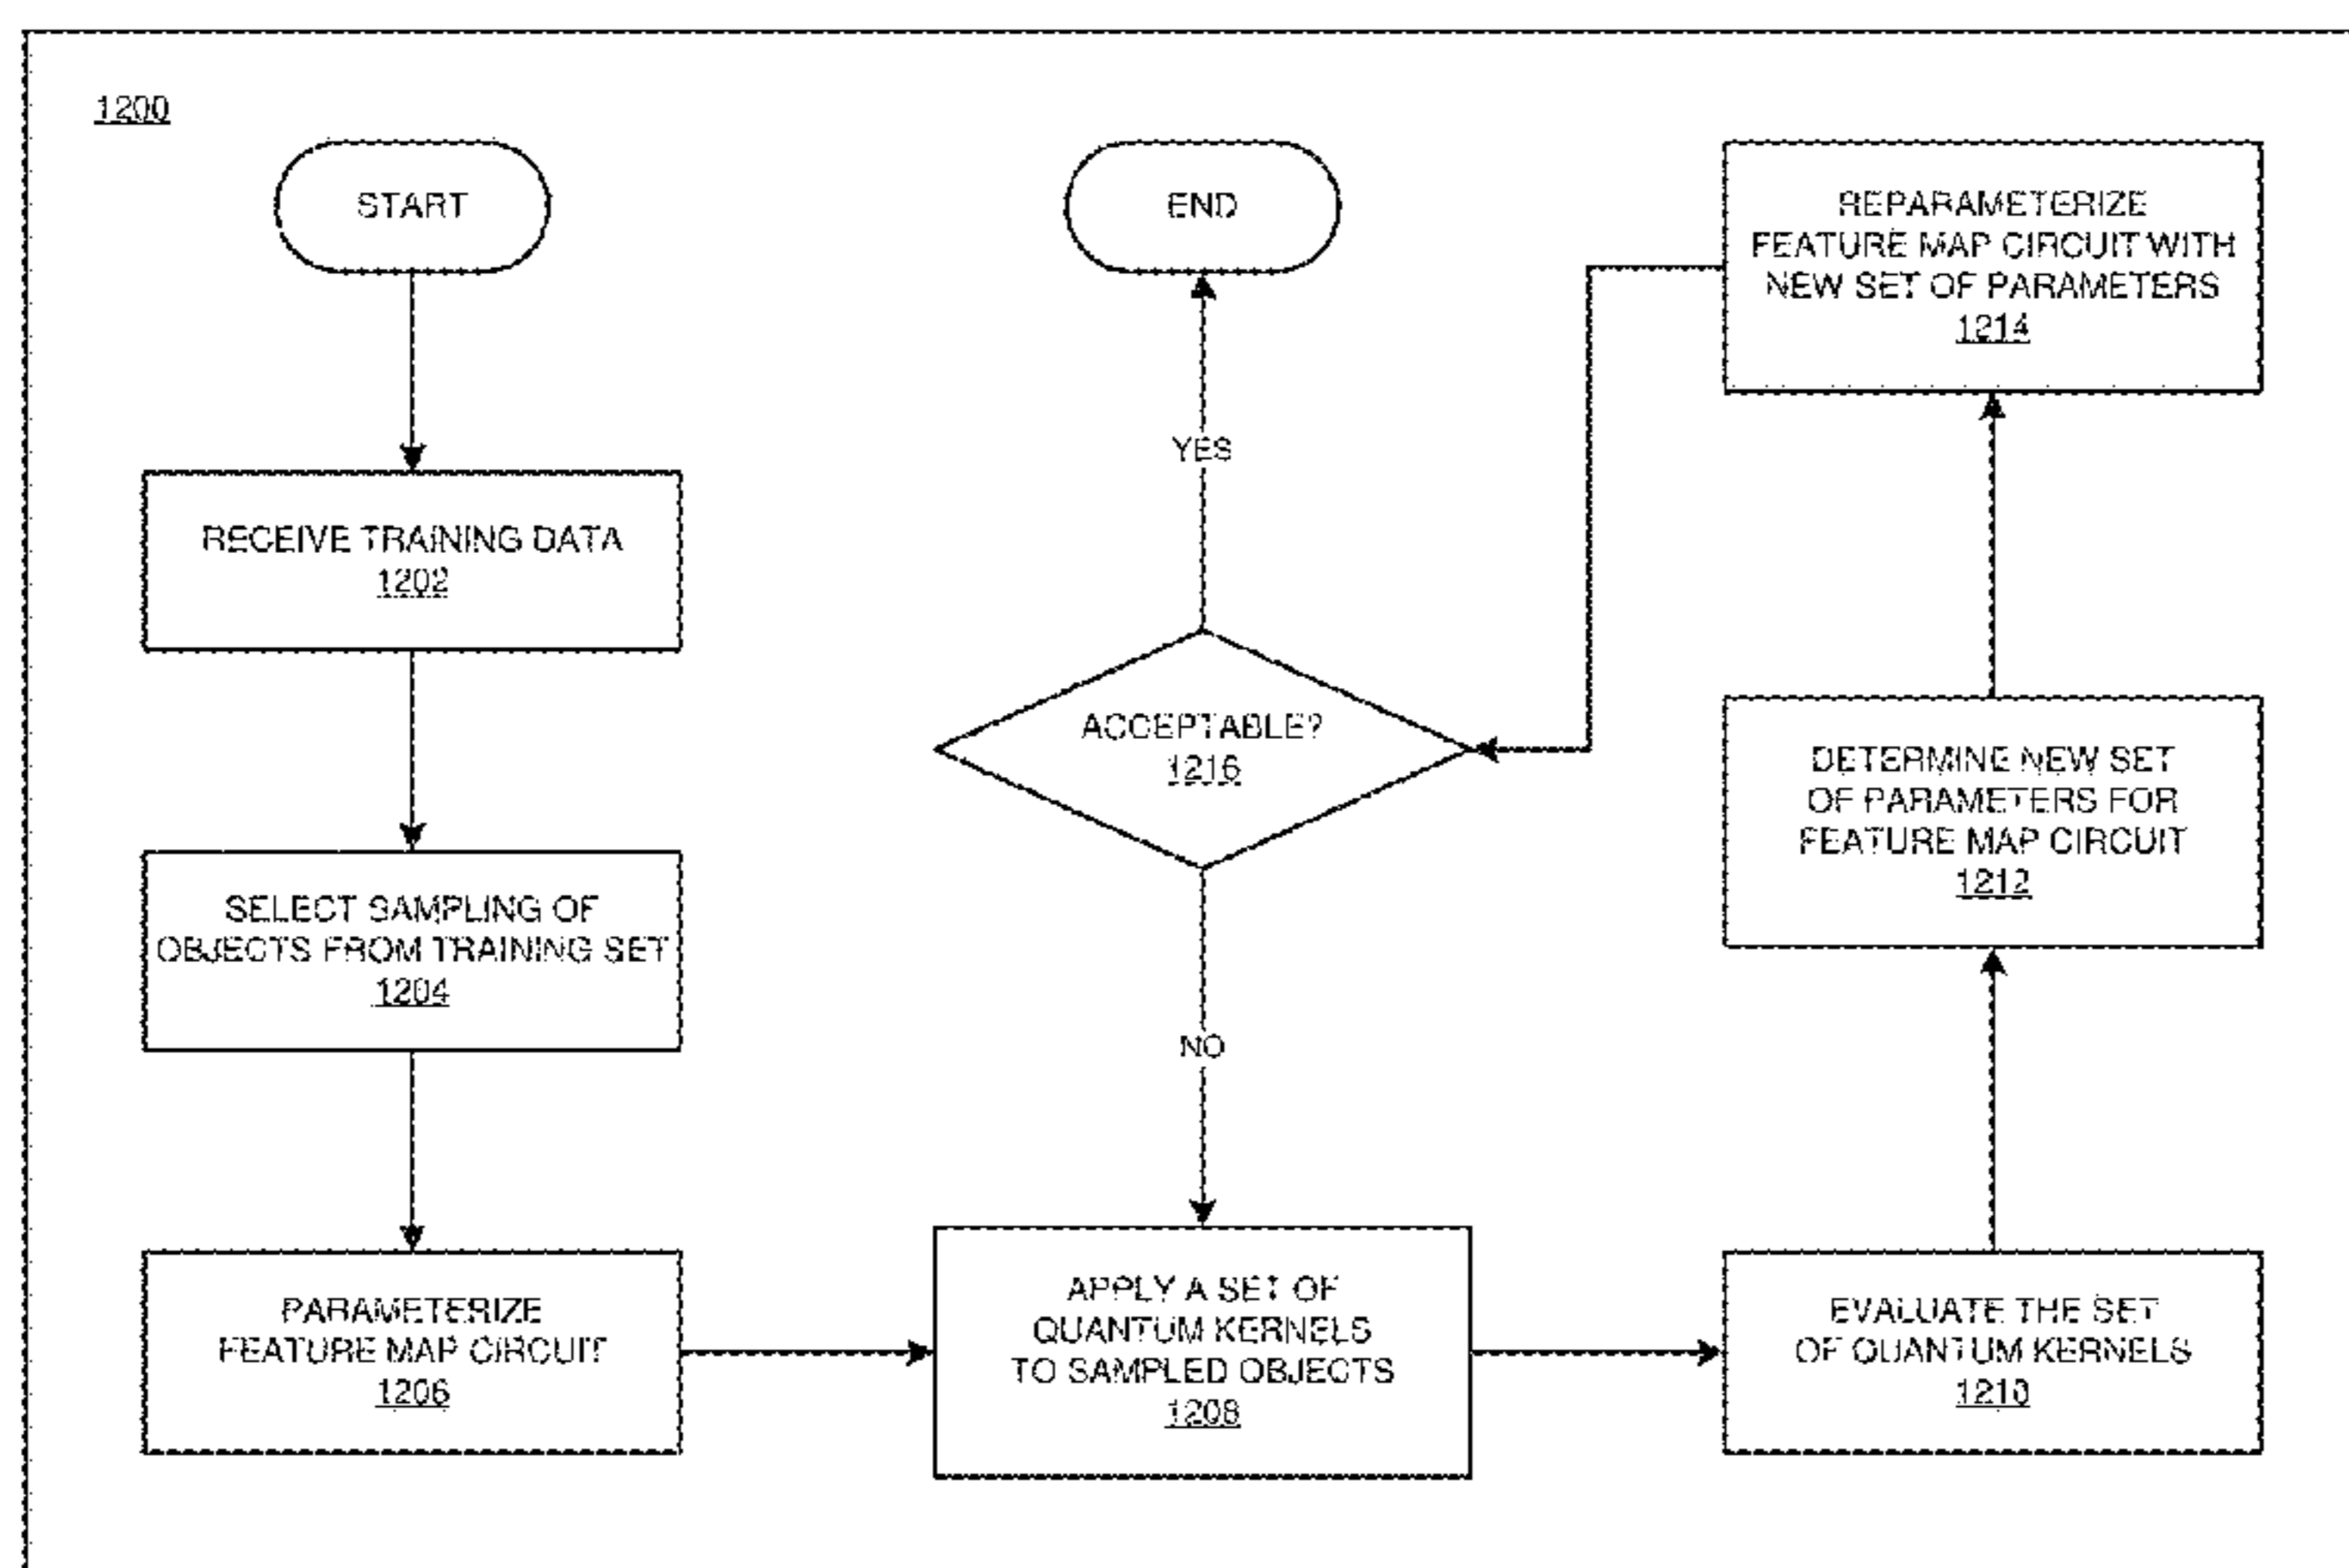 1200
START
RECEIVE TRAINING DATA
1202
SELECT SAMPLING OF
OBJECTS FROM TRAINING SET
1204
PARAMETERIZE
FEATURE MAP CIRCUIT
1206
APPLY A SET OF
QUANTUM KERNELS
TO SAMPLED OBJECTS
1208
EVALUATE THE SET
OF QUANTUM KERNELS
1210
DETERMINE NEW SET
OF PARAMETERS FOR
FEATURE MAP CIRCUIT
1212
REPARAMETERIZE
FEATURE MAP CIRCUIT WITH
NEW SET OF PARAMETERS
1214
ACCEPTABLE?
1216
NO
YES
END